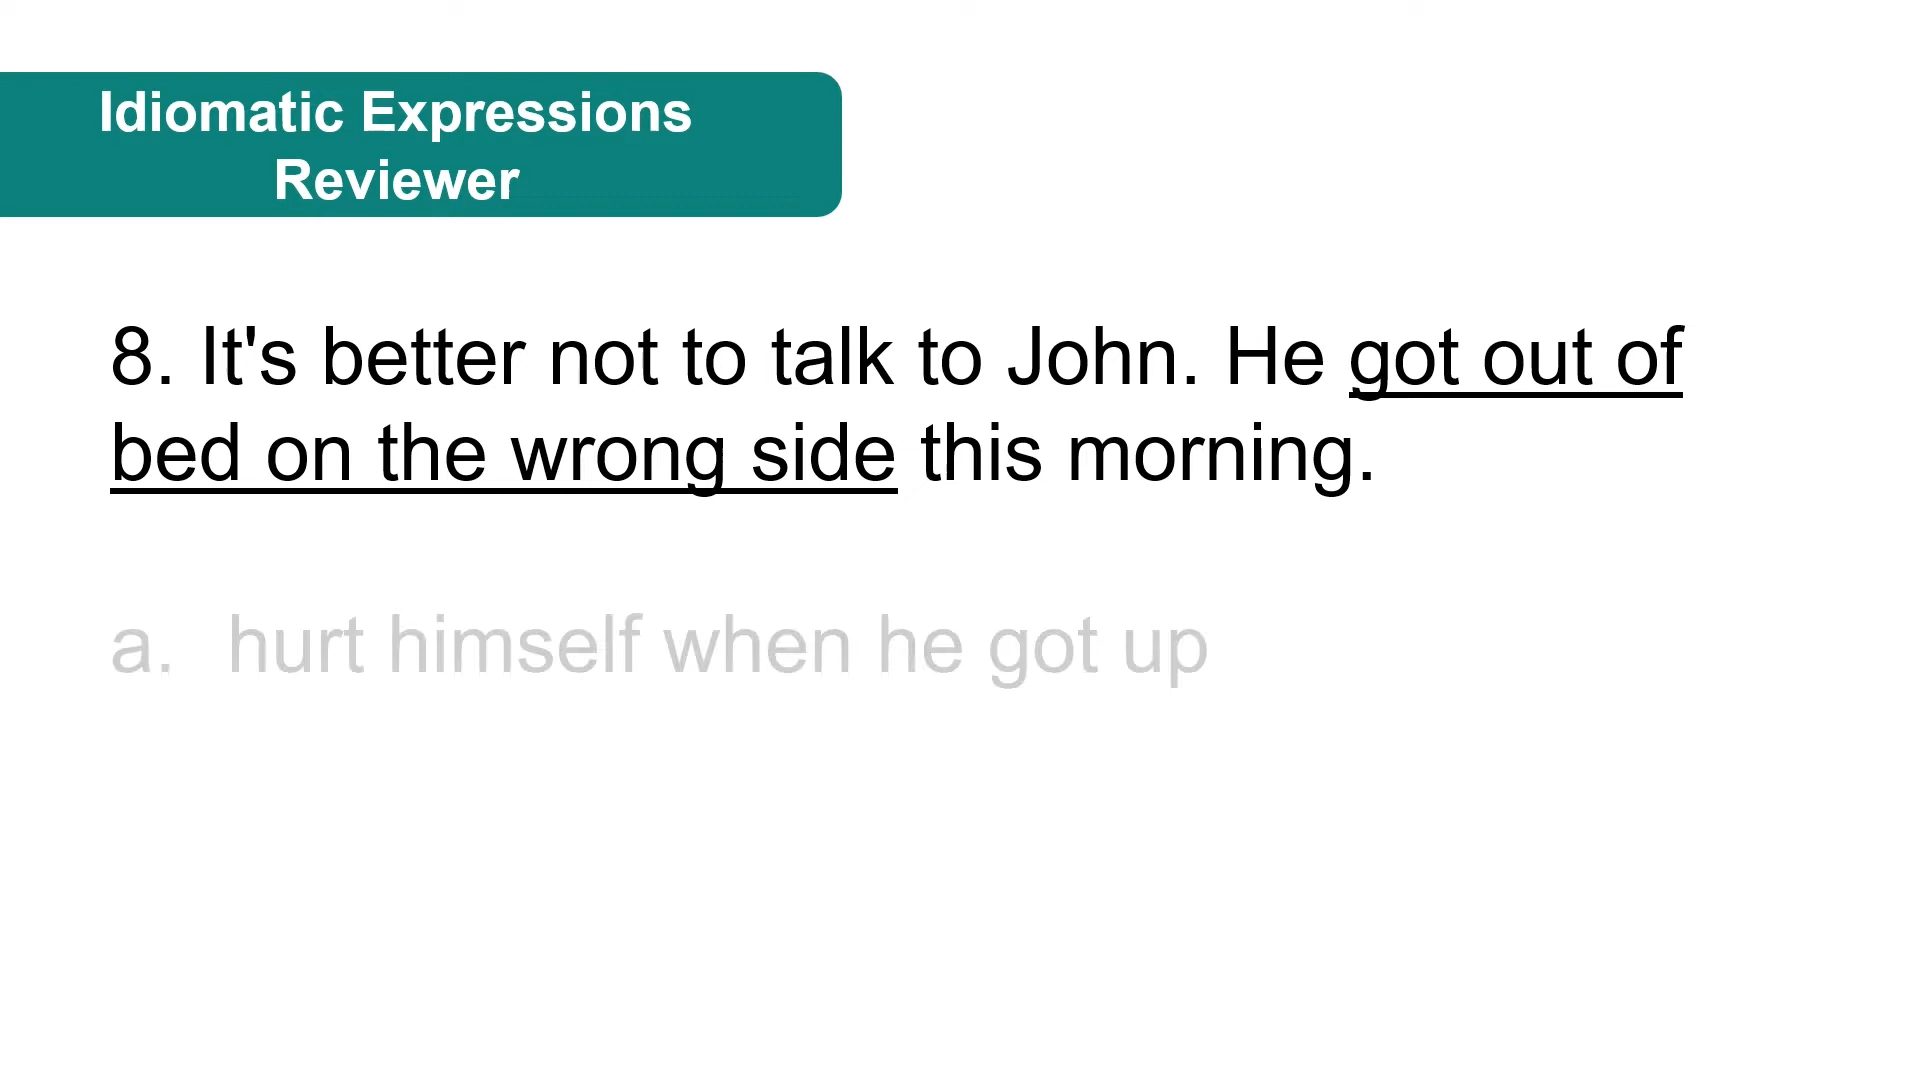 Idiomatic Expressions
Reviewer
8. It's better not to talk to John. He got out of
bed on the wrong side this morning.
a. hurt himself when he got up